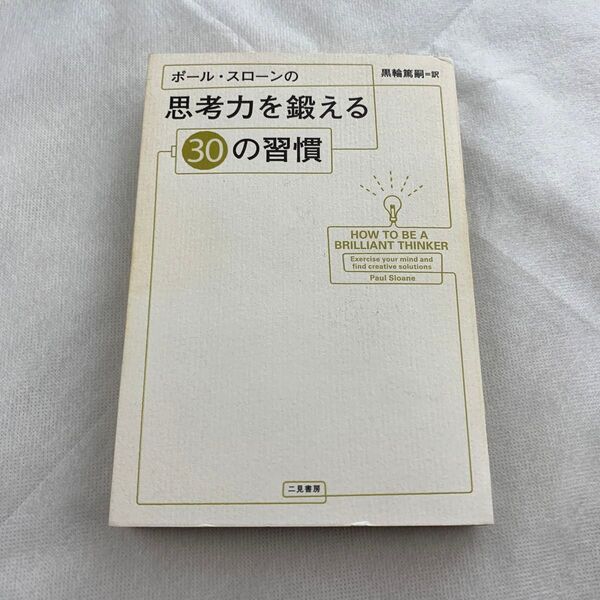 ポール・スローンの
黒輪篤嗣=訳
思考力を鍛える
30の習慣
HOW TO BE A
BRILLIANT THINKER
Exercise your mind and
find creative solutions
Paul Sloane
二見書房